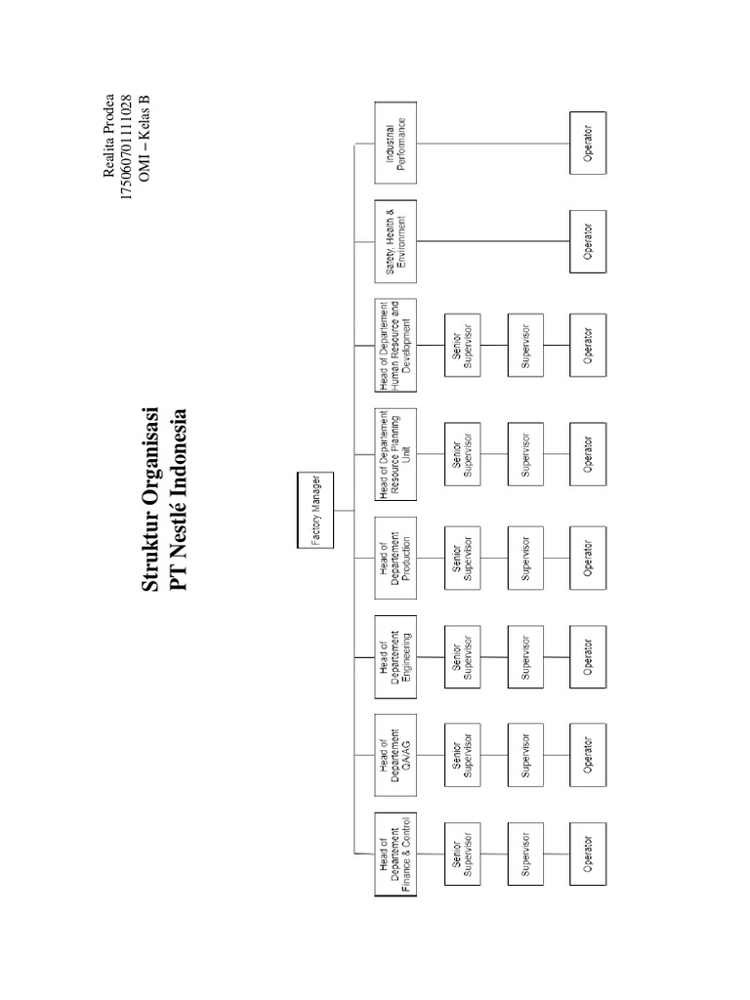 Realita Prodea
175060701111028
OMI – Kelas B
Struktur Organisasi
PT Nestlé Indonesia
Factory Manager
Head of
Departement
Finance & Control
Head of
Departement
QA/AG
Head of
Departement
Engineering
Head of
Departement
Production
Head of Departement
Resource Planning
Unit
Head of Departement
Human Resource and
Development
Safety, Health &
Environment
Industrial
Performance
Senior
Supervisor
Senior
Supervisor
Senior
Supervisor
Senior
Supervisor
Senior
Supervisor
Senior
Supervisor
Supervisor
Supervisor
Supervisor
Supervisor
Supervisor
Supervisor
Operator
Operator
Operator
Operator
Operator
Operator
Operator
Operator